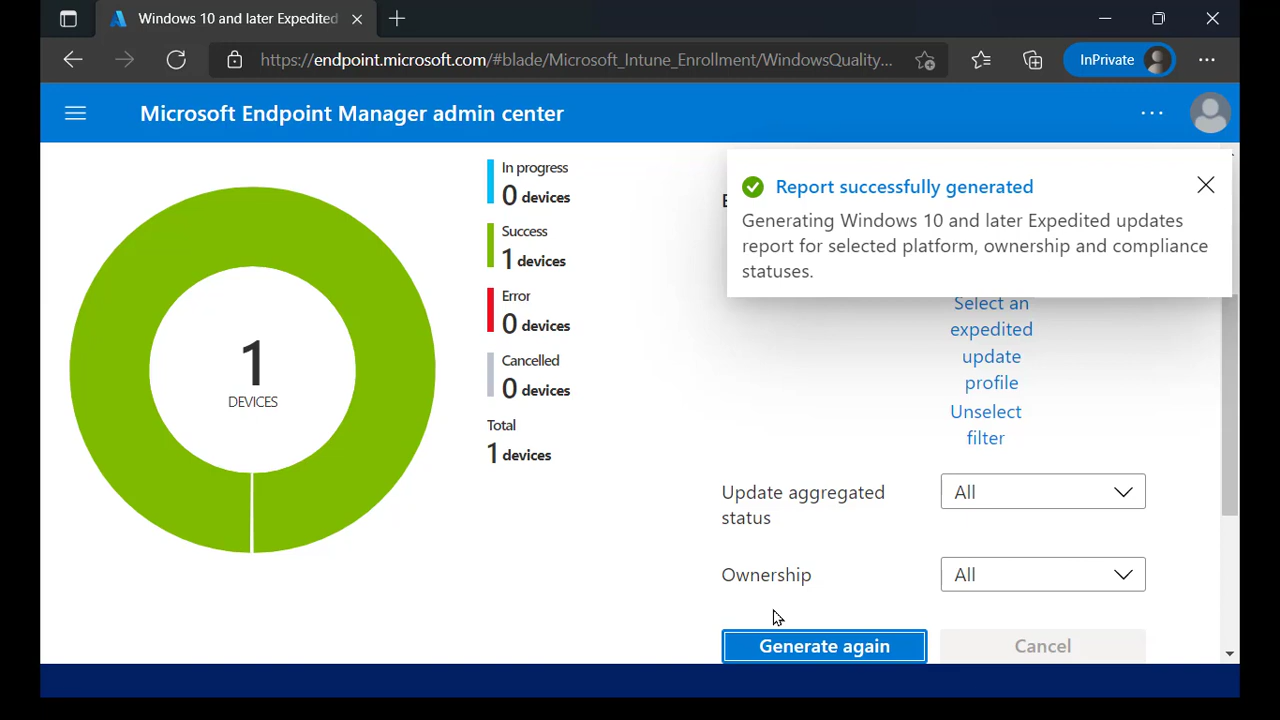 Windows 10 and later Expedited
https://endpoint.microsoft.com/#blade/Microsoft_Intune_Enrollment/WindowsQuality...
InPrivate
Microsoft Endpoint Manager admin center
Report successfully generated
Generating Windows 10 and later Expedited updates
report for selected platform, ownership and compliance
statuses.
1
DEVICES
In progress
0 devices
Success
1 devices
Error
0 devices
Cancelled
0 devices
Total
1 devices
Select an
expedited
update
profile
Unselect
filter
Update aggregated
status
All
Ownership
All
Generate again
Cancel